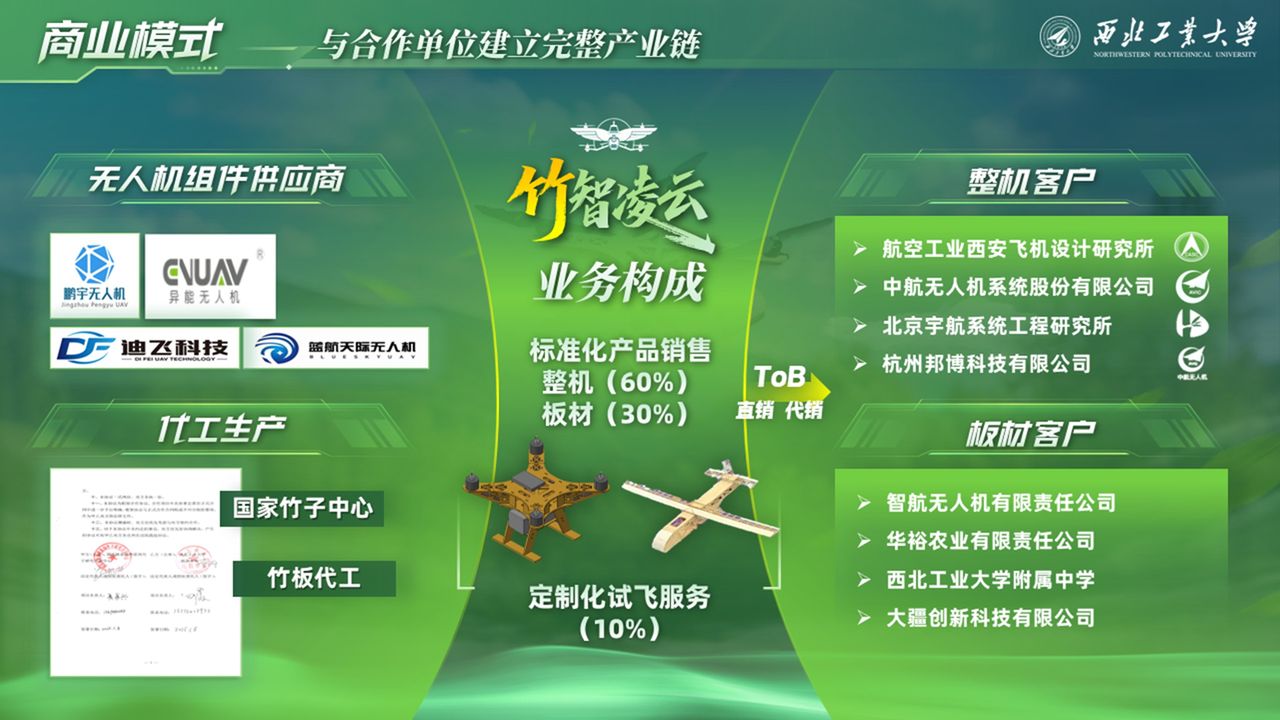 商业模式
与合作单位建立完整产业链
西北工业大学
NORTHWESTERN POLYTECHNICAL UNIVERSITY
无人机组件供应商
鹏宇无人机
Jingzhou Pengyu UAV
ENUAV
®
异能无人机
DF
迪飞科技
DI FEI UAV TECHNOLOGY
蓝航天际无人机
BLUESKYUAV
代工生产
国家竹子中心
竹板代工
竹智凌云
业务构成
标准化产品销售
整机（60%）
板材（30%）
定制化试飞服务
（10%）
ToB
直销 代销
整机客户
航空工业西安飞机设计研究所
中航无人机系统股份有限公司
北京宇航系统工程研究所
杭州邦博科技有限公司
中航无人机
板材客户
智航无人机有限责任公司
华裕农业有限责任公司
西北工业大学附属中学
大疆创新科技有限公司